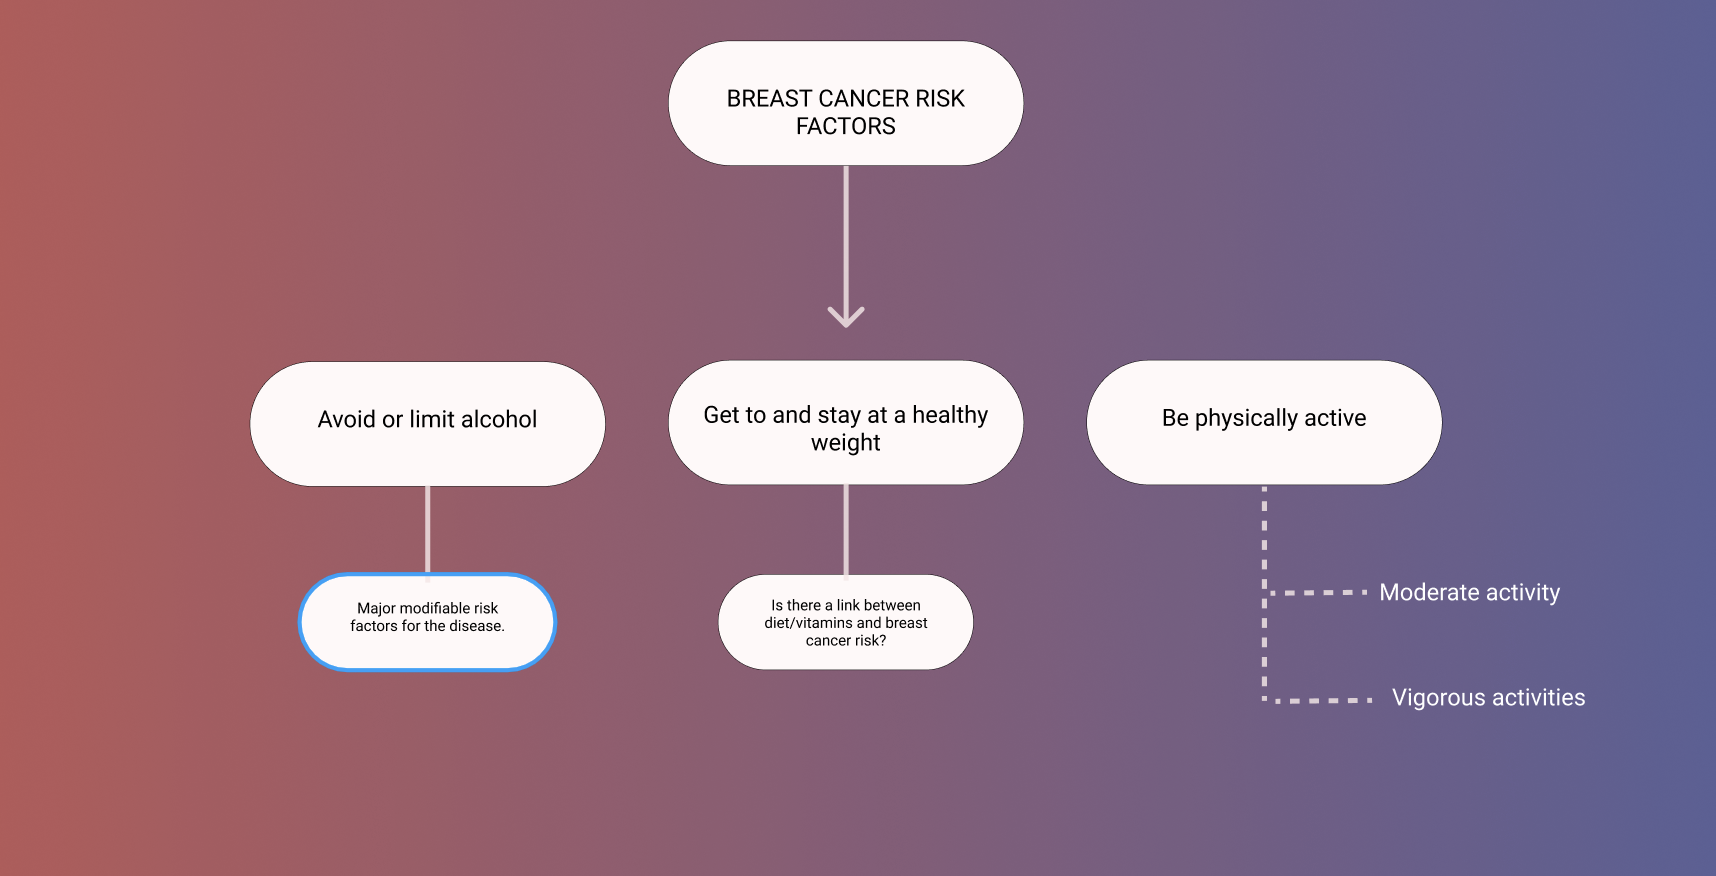 BREAST CANCER RISK
FACTORS
Avoid or limit alcohol
Get to and stay at a healthy
weight
Be physically active
Major modifiable risk
factors for the disease.
Is there a link between
diet/vitamins and breast
cancer risk?
Moderate activity
Vigorous activities